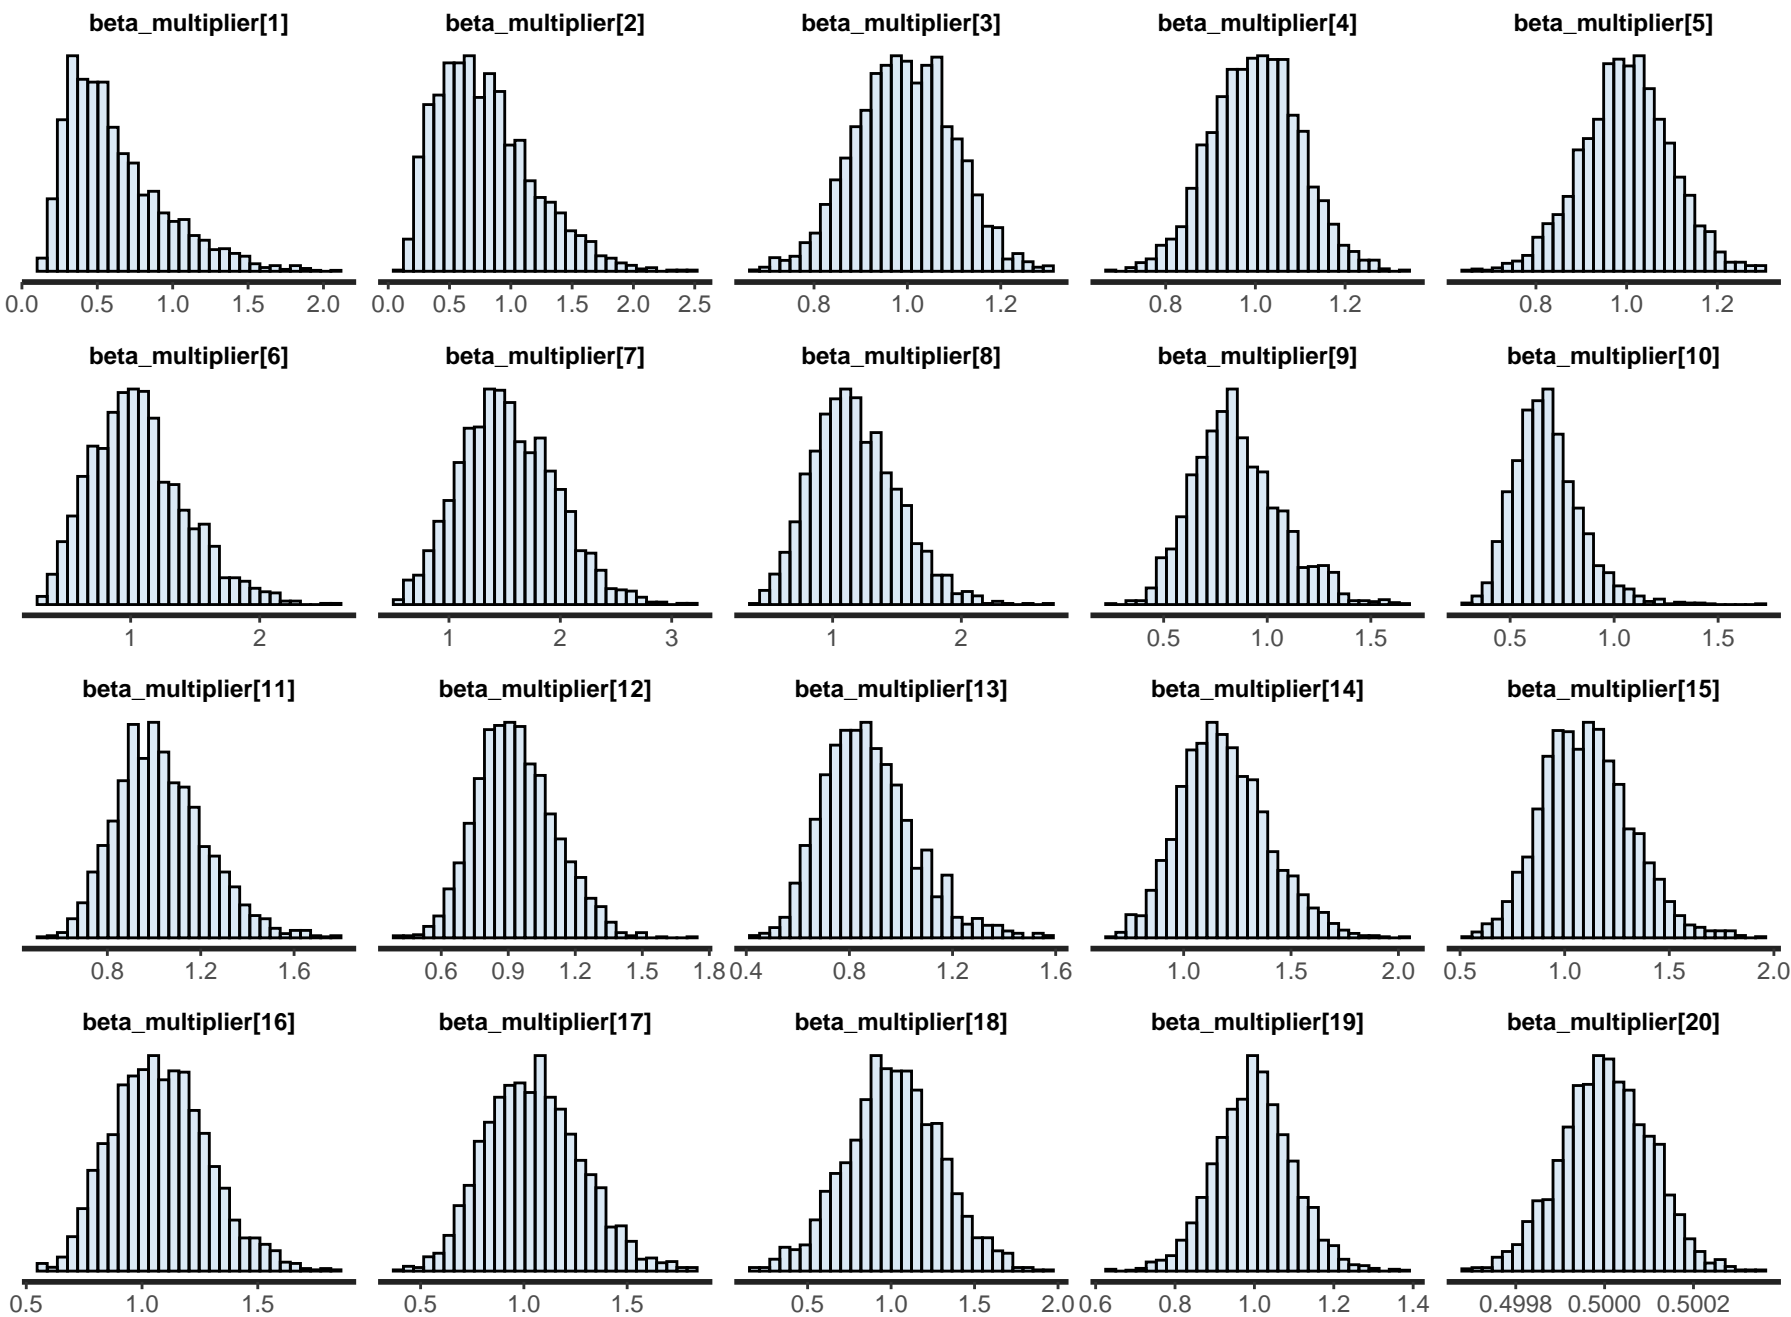 beta_multiplier[1] beta_multiplier[2] beta_multiplier[3] beta_multiplier[4] beta_multiplier[5]
0.0 0.5 1.0 1.5 2.0 0.0 0.5 1.0 1.5 2.0 2.5 0.8 1.0 1.2 0.8 1.0 1.2 0.8 1.0 1.2
beta_multiplier[6] beta_multiplier[7] beta_multiplier[8] beta_multiplier[9] beta_multiplier[10]
1 2 1 2 3 1 2 0.5 1.0 1.5 0.5 1.0 1.5
beta_multiplier[11] beta_multiplier[12] beta_multiplier[13] beta_multiplier[14] beta_multiplier[15]
0.8 1.2 1.6 0.6 0.9 1.2 1.5 1.8 0.4 0.8 1.2 1.6 1.0 1.5 2.0 0.5 1.0 1.5 2.0
beta_multiplier[16] beta_multiplier[17] beta_multiplier[18] beta_multiplier[19] beta_multiplier[20]
0.5 1.0 1.5 0.5 1.0 1.5 0.5 1.0 1.5 2.0 0.6 0.8 1.0 1.2 1.4 0.4998 0.5000 0.5002